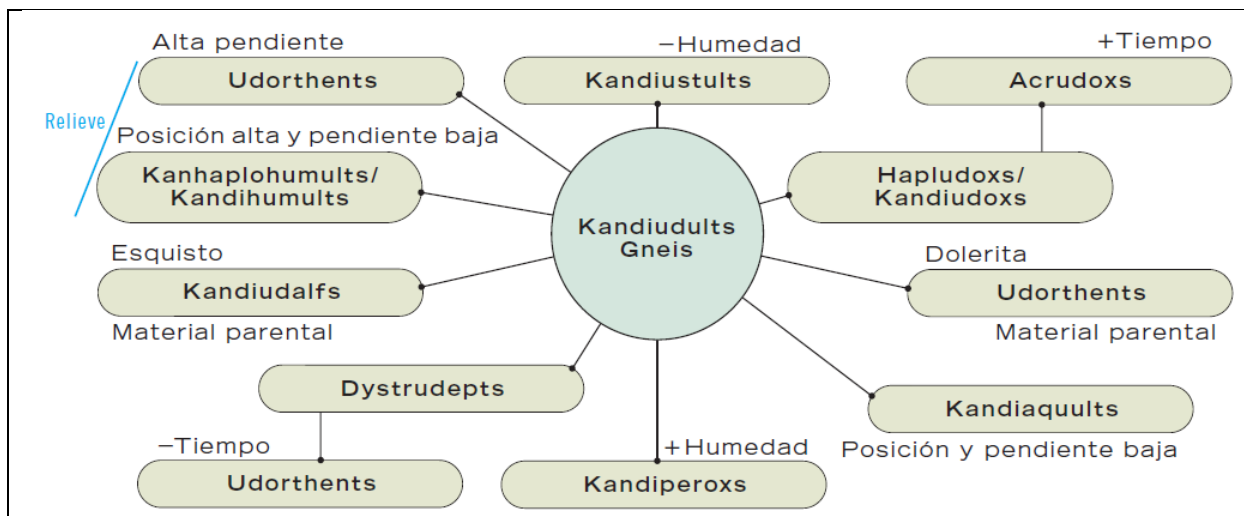 Alta pendiente
Udorthents
−Humedad
Kandiustults
+Tiempo
Acrudoxs
Relieve
Posición alta y pendiente baja
Kanhaplohumults/
Kandihumults
Hapludoxs/
Kandiudoxs
Kandiudults
Gneis
Esquisto
Kandiudalfs
Material parental
Dolerita
Udorthents
Material parental
Dystrudepts
−Tiempo
Udorthents
+Humedad
Kandiperoxs
Kandiaquults
Posición y pendiente baja